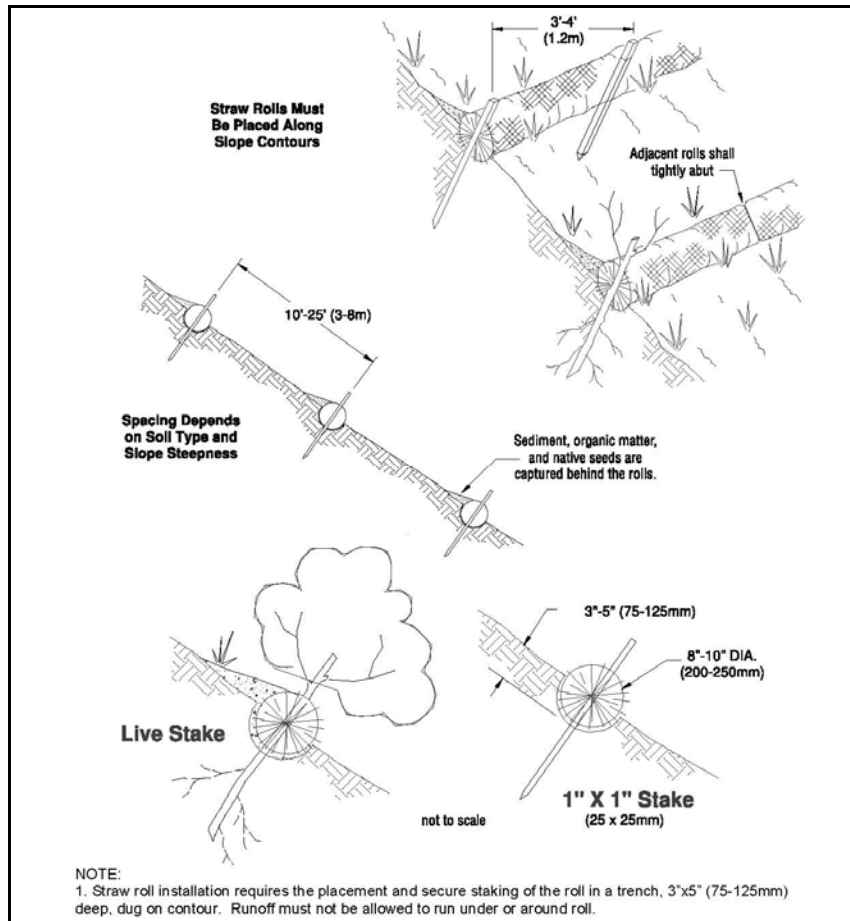 3'-4'
(1.2m)
Straw Rolls Must
Be Placed Along
Slope Contours
Adjacent rolls shall
tightly abut
10'-25' (3-8m)
Spacing Depends
on Soil Type and
Slope Steepness
Sediment, organic matter,
and native seeds are
captured behind the rolls.
3"-5" (75-125mm)
8"-10" DIA.
(200-250mm)
Live Stake
1" X 1" Stake
(25 x 25mm)
not to scale
NOTE:
1. Straw roll installation requires the placement and secure staking of the roll in a trench, 3"x5" (75-125mm)
deep, dug on contour. Runoff must not be allowed to run under or around roll.